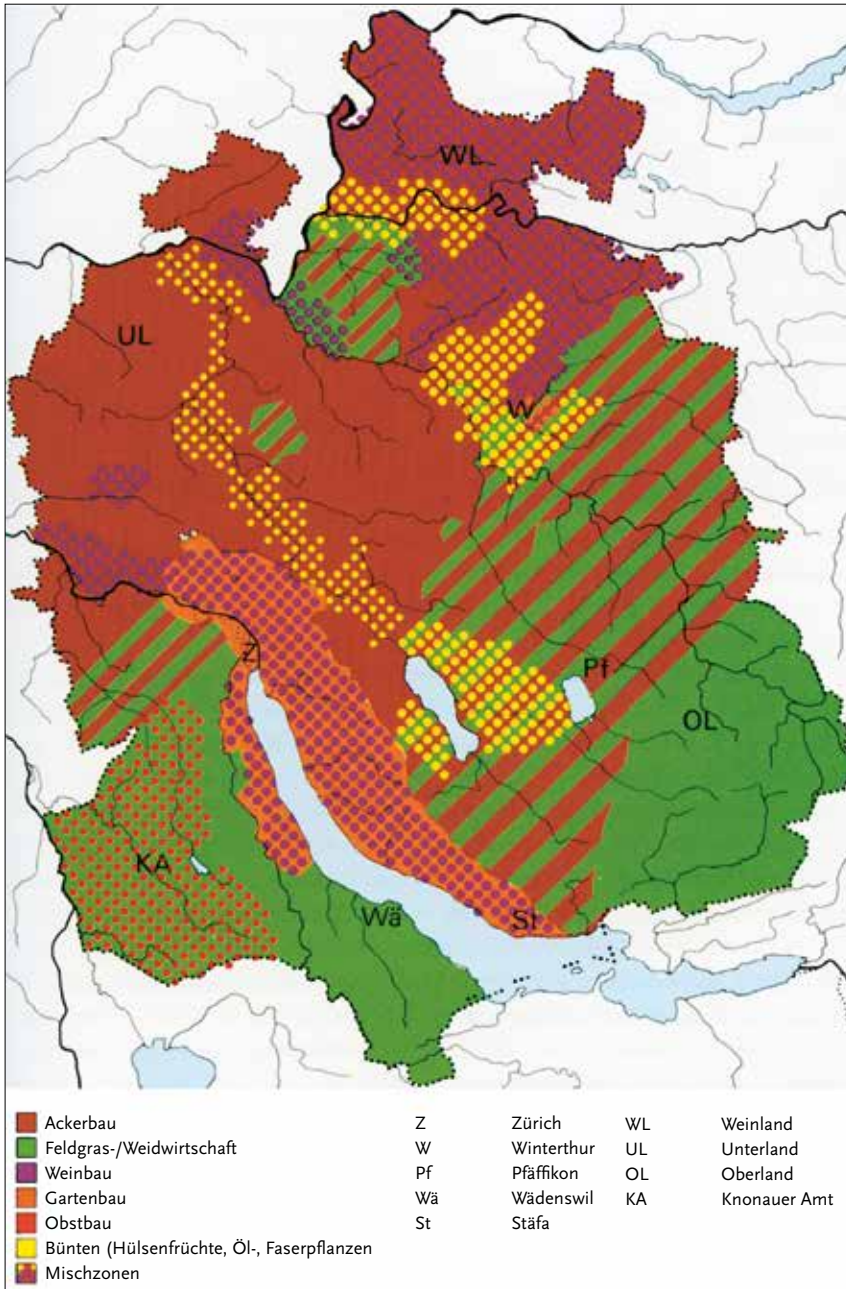 WL
UL
W
Z
Pf
OL
KA
Wä
St
Ackerbau Z Zürich WL Weinland
Feldgras-/Weidwirtschaft W Winterthur UL Unterland
Weinbau Pf Pfäffikon OL Oberland
Gartenbau Wä Wädenswil KA Knonauer Amt
Obstbau St Stäfa
Bünten (Hülsenfrüchte, Öl-, Faserpflanzen
Mischzonen